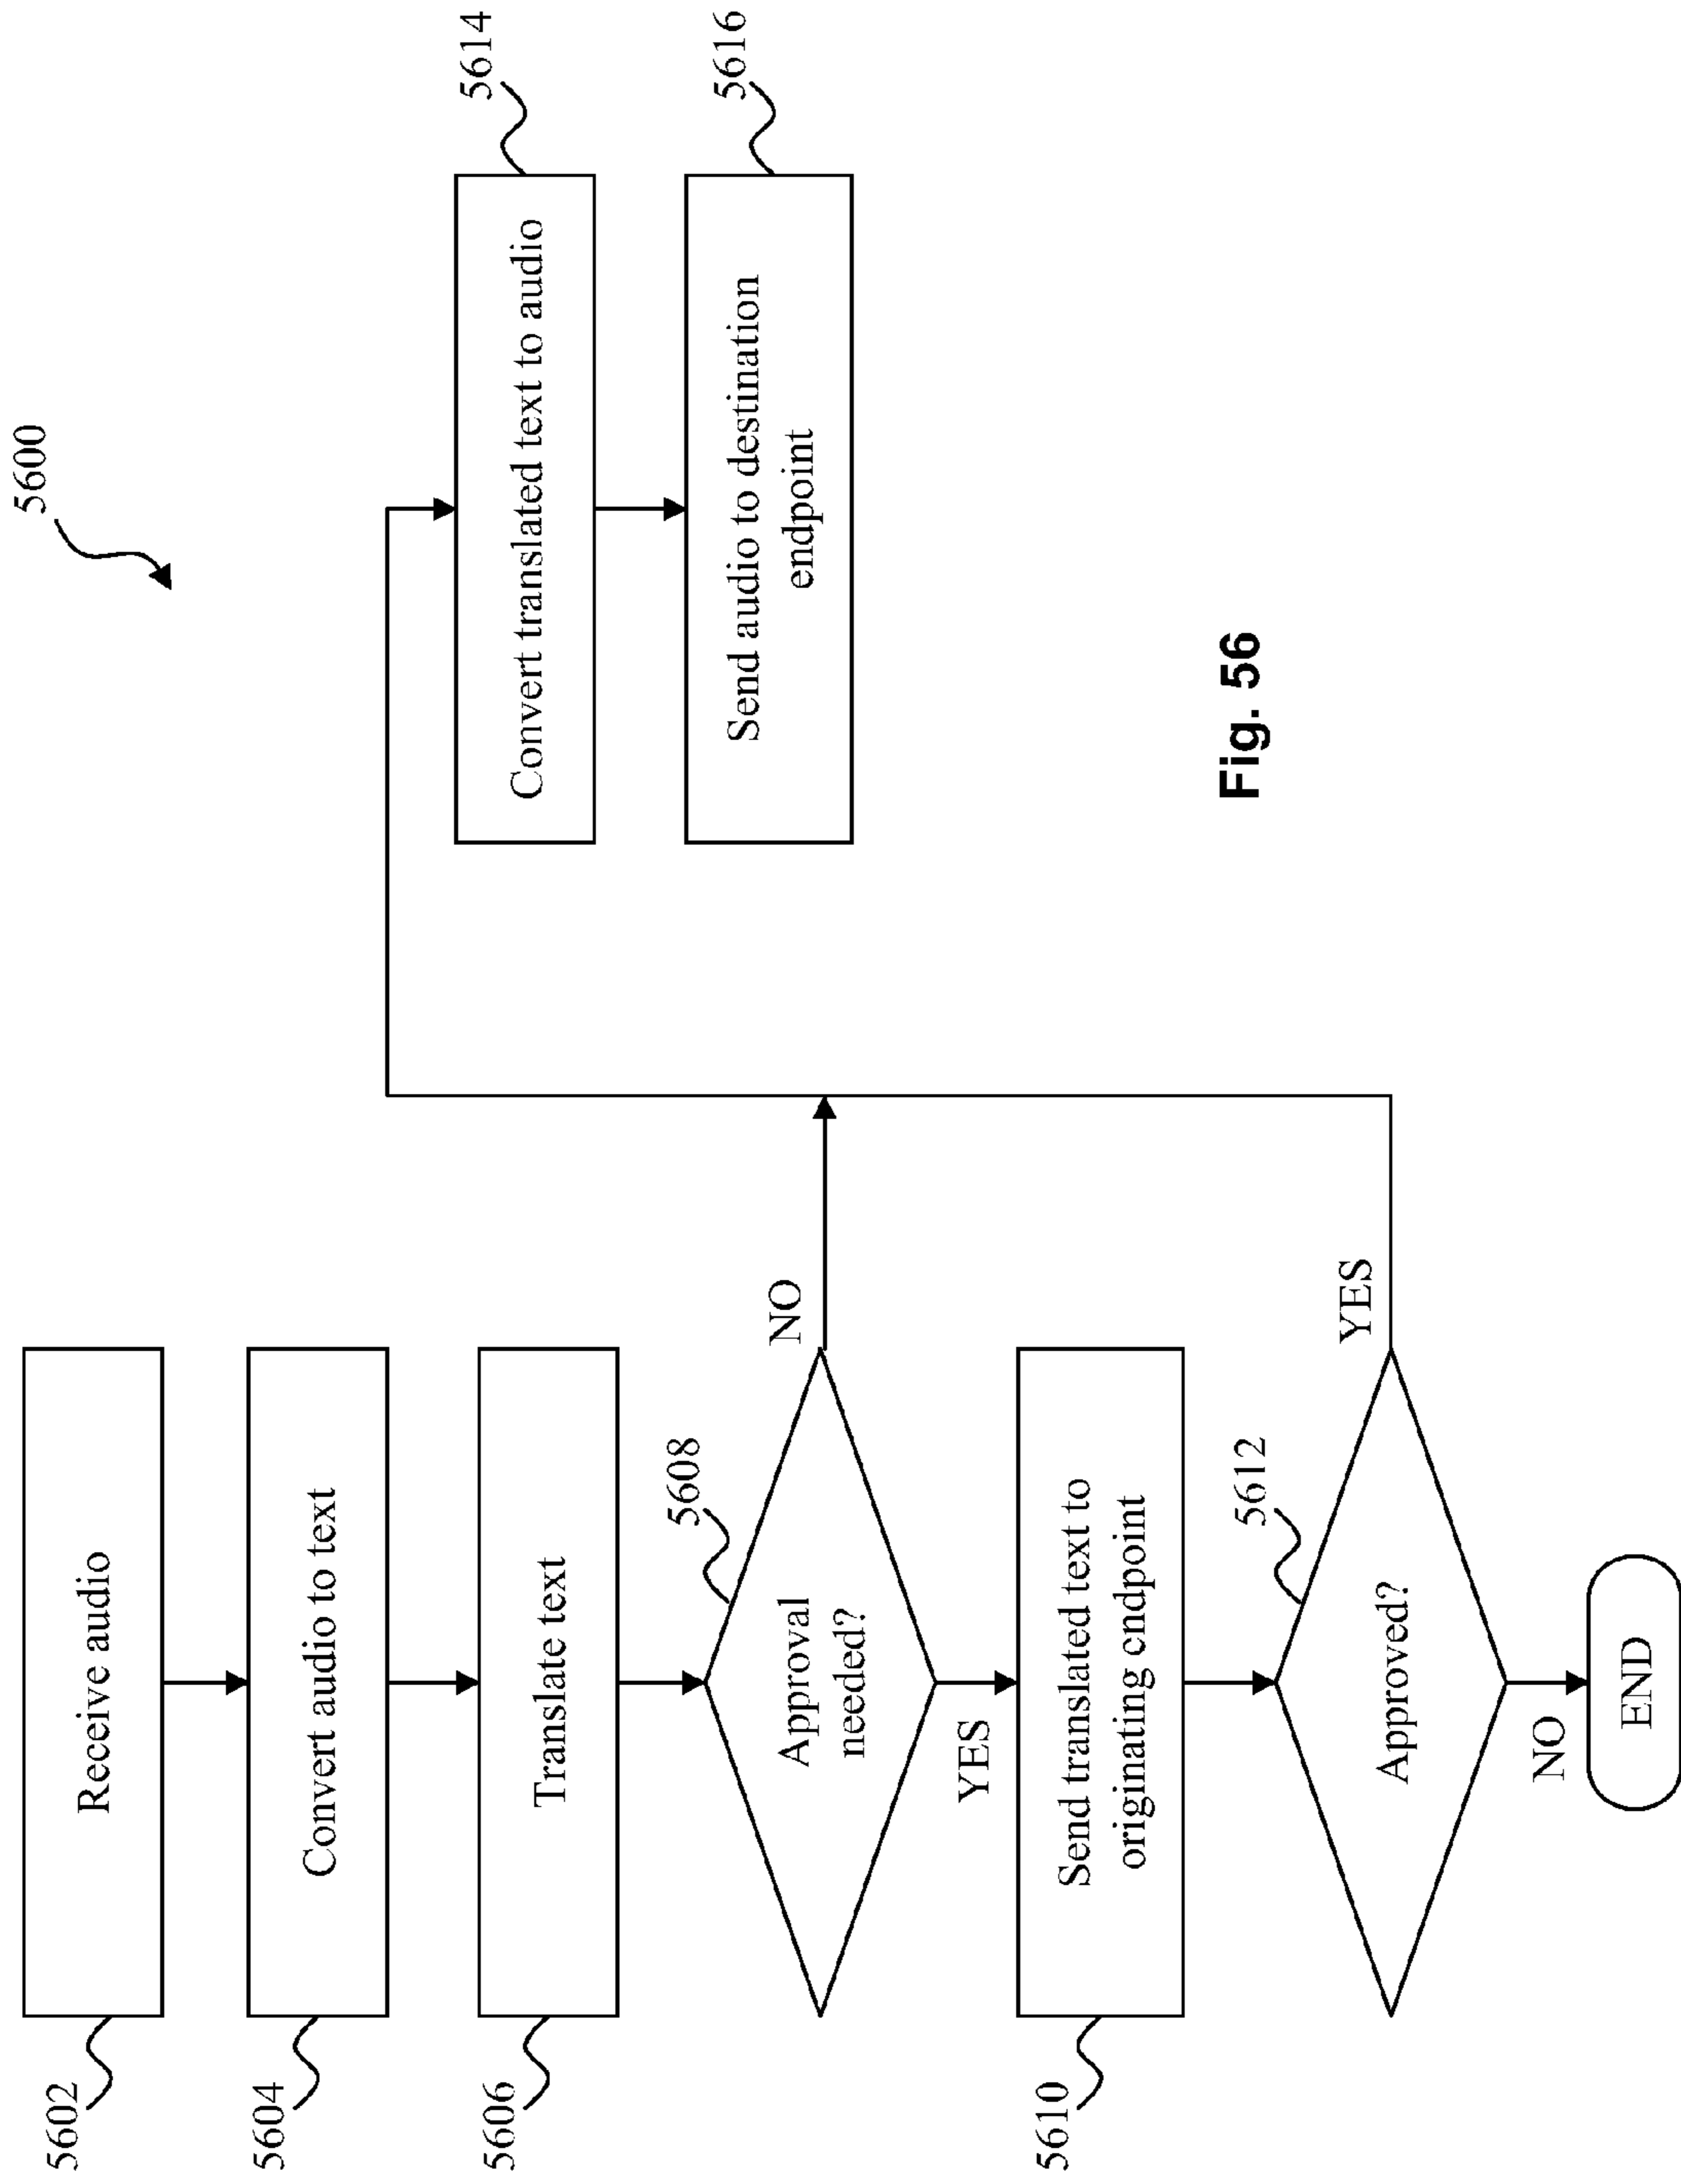 5600
5602
Receive audio
5604
Convert audio to text
5606
Translate text
5608
Approval
needed?
NO
YES
5610
Send translated text to
originating endpoint
5612
Approved?
YES
NO
END
5614
Convert translated text to audio
5616
Send audio to destination
endpoint
Fig. 56